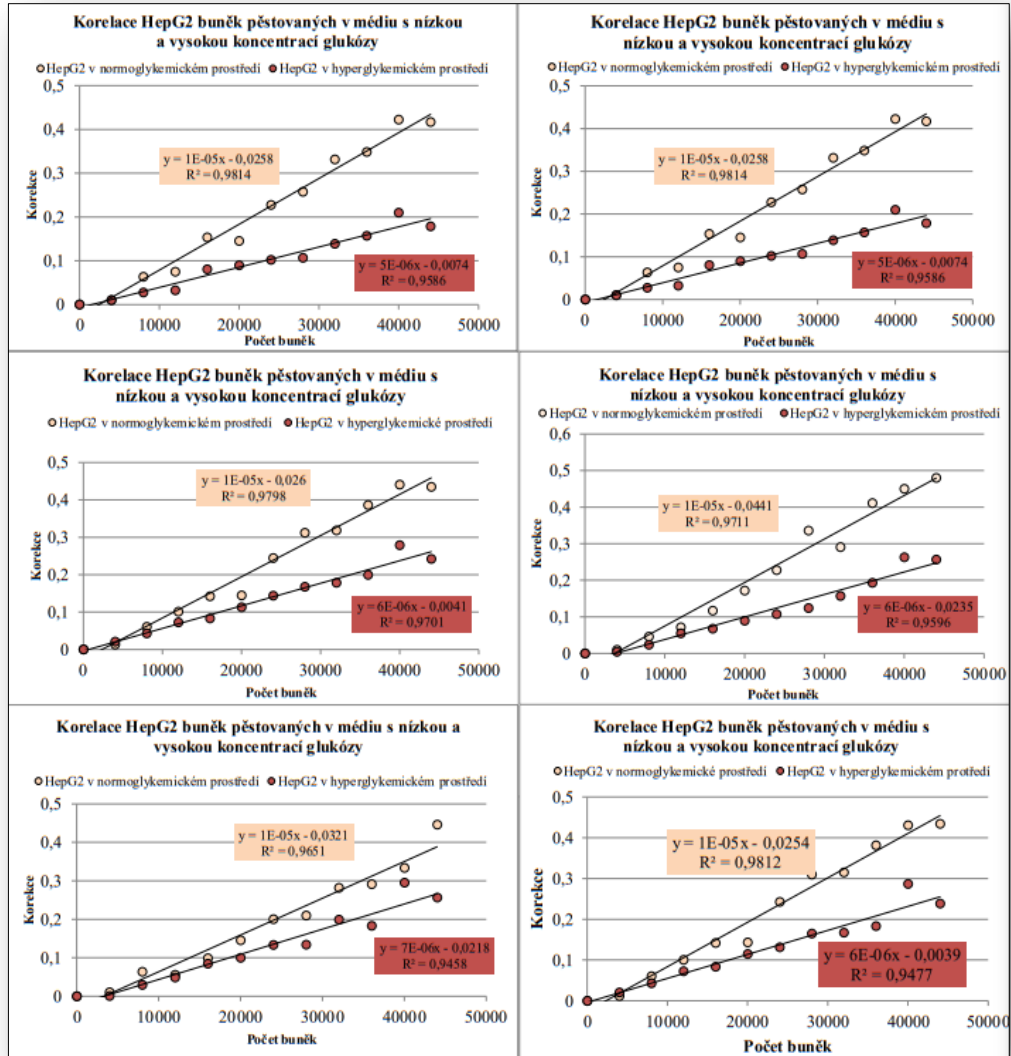 Korelace HepG2 buněk pěstovaných v médiu s nízkou
a vysokou koncentrací glukózy
HepG2 v normoglykemickém prostředí HepG2 v hyperglykemickém prostředí
0,5
0,4
0,3
0,2
0,1
0
Korekce
y = 1E-05x - 0,0258
R² = 0,9814
y = 5E-06x - 0,0074
R² = 0,9586
0 10000 20000 30000 40000 50000
Počet buněk
Korelace HepG2 buněk pěstovaných v médiu s
nízkou a vysokou koncentrací glukózy
HepG2 v normoglykemickém prostředí HepG2 v hyperglykemickém prostředí
0,5
0,4
0,3
0,2
0,1
0
Korekce
y = 1E-05x - 0,0258
R² = 0,9814
y = 5E-06x - 0,0074
R² = 0,9586
0 10000 20000 30000 40000 50000
Počet buněk
Korelace HepG2 buněk pěstovaných v médiu s
nízkou a vysokou koncentrací glukózy
HepG2 v normoglykemickém prostředí HepG2 v hyperglykemické prostředí
0,5
0,4
0,3
0,2
0,1
0
Korekce
y = 1E-05x - 0,026
R² = 0,9798
y = 6E-06x - 0,0041
R² = 0,9701
0 10000 20000 30000 40000 50000
Počet buněk
Korelace HepG2 buněk pěstovaných v médiu s
nízkou a vysokou koncentrací glukózy
HepG2 v normoglykemickém prostředí HepG2 v hyperglykemickém prostředí
0,6
0,5
0,4
0,3
0,2
0,1
0
Korekce
y = 1E-05x - 0,0441
R² = 0,9711
y = 6E-06x - 0,0235
R² = 0,9596
0 10000 20000 30000 40000 50000
Počet buněk
Korelace HepG2 buněk pěstovaných v médiu s nízkou a
vysokou koncentrací glukózy
HepG2 v normoglykemickém prostředí HepG2 v hyperglykemickém prostředí
0,5
0,4
0,3
0,2
0,1
0
Korekce
y = 1E-05x - 0,0321
R² = 0,9651
y = 7E-06x - 0,0218
R² = 0,9458
0 10000 20000 30000 40000 50000
Počet buněk
Korelace HepG2 buněk pěstovaných v médiu s
nízkou a vysokou koncentrací glukózy
HepG2 v normoglykemické prostředí HepG2 v hyperglykemickém protředí
0,5
0,4
0,3
0,2
0,1
0
Korekce
y = 1E-05x - 0,0254
R² = 0,9812
y = 6E-06x - 0,0039
R² = 0,9477
0 10000 20000 30000 40000 50000
Počet buněk